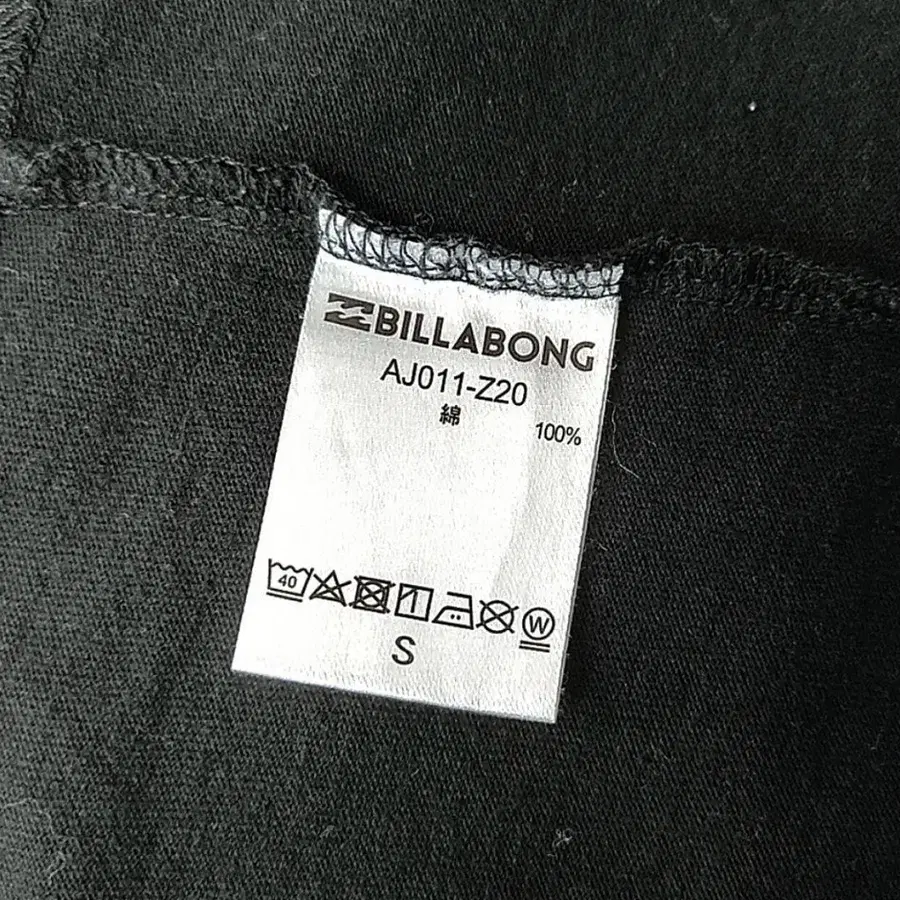 BILLABONG
AJ011-Z20
綿 100%
40 W
S